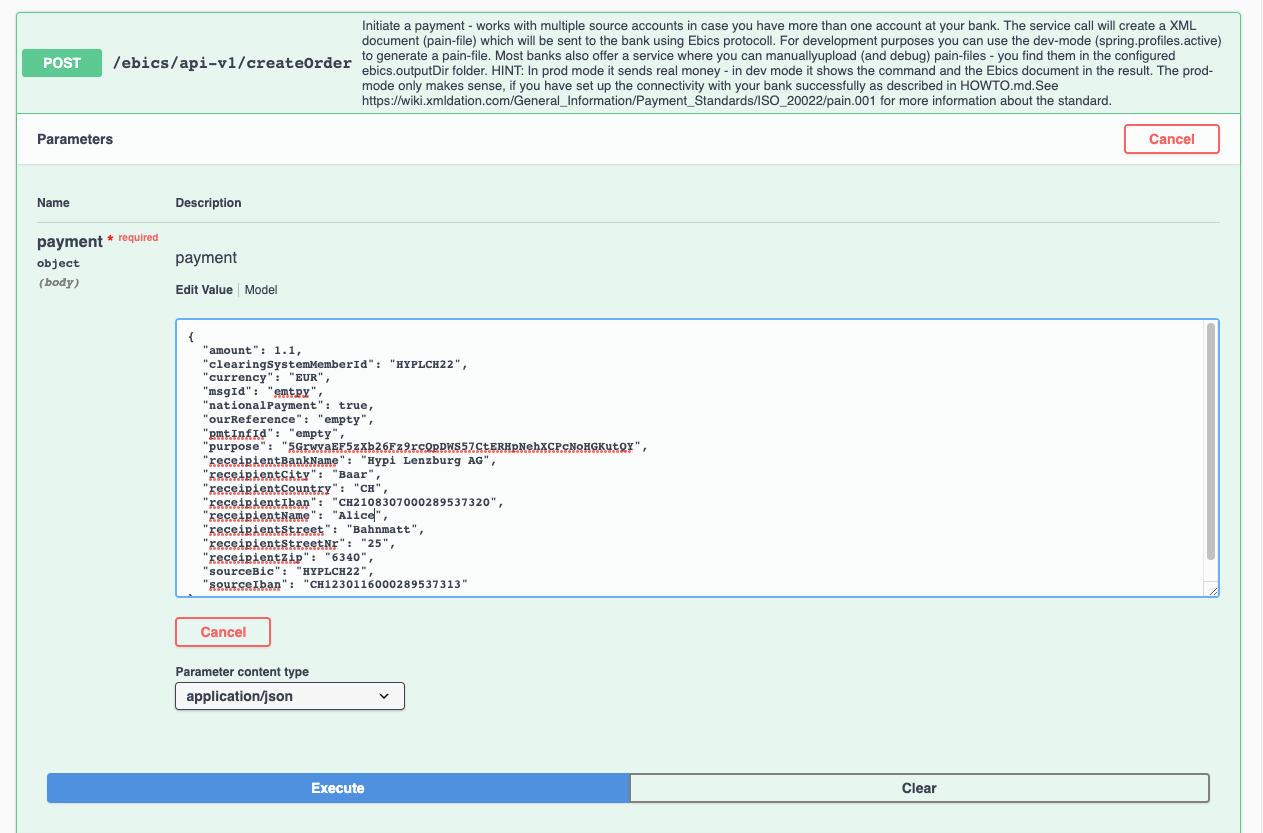 POST /ebics/api-v1/createOrder
Initiate a payment - works with multiple source accounts in case you have more than one account at your bank. The service call will create a XML
document (pain-file) which will be sent to the bank using Ebics protocoll. For development purposes you can use the dev-mode (spring.profiles.active)
to generate a pain-file. Most banks also offer a service where you can manuallyupload (and debug) pain-files - you find them in the configured
ebics.outputDir folder. HINT: In prod mode it sends real money - in dev mode it shows the command and the Ebics document in the result. The prod-
mode only makes sense, if you have set up the connectivity with your bank successfully as described in HOWTO.md.See
https://wiki.xmldation.com/General_Information/Payment_Standards/ISO_20022/pain.001 for more information about the standard.
Parameters
Cancel
Name Description
payment * required
object
(body)
payment
Edit Value Model
{
"amount": 1.1,
"clearingSystemMemberId": "HYPLCH22",
"currency": "EUR",
"msgId": "emtpy",
"nationalPayment": true,
"ourReference": "empty",
"pmtInfId": "empty",
"purpose": "5GrwvaEF5zXb26Fz9rcQpDWS57CtERHpNehXCPcNoHGKutQY",
"receipientBankName": "Hypi Lenzburg AG",
"receipientCity": "Baar",
"receipientCountry": "CH",
"receipientIban": "CH2108307000289537320",
"receipientName": "Alice",
"receipientStreet": "Bahnmatt",
"receipientStreetNr": "25",
"receipientZip": "6340",
"sourceBic": "HYPLCH22",
"sourceIban": "CH1230116000289537313"
Cancel
Parameter content type
application/json
Execute
Clear